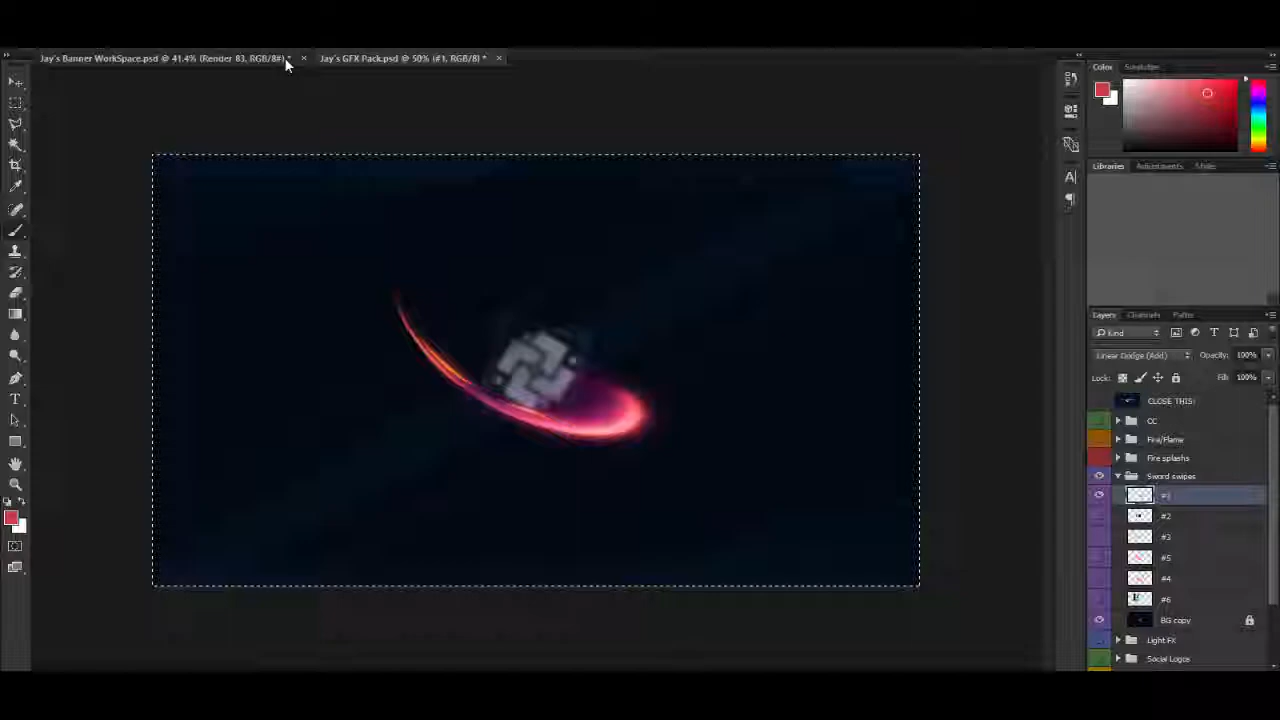 Jay's Banner WorkSpace.psd @ 41.4% (Render 83, RGB/8#) * ×
Jay's GFX Pack.psd @ 50% (#1, RGB/8) * ×
Color Swatches
Libraries Adjustments Styles
Layers Channels Paths
Kind
Linear Dodge (Add) Opacity: 100%
Lock: Fill: 100%
CLOSE THIS!
CC
Fire/Flame
Fire splashs
Sword swipes
#1
#2
#3
#5
#4
#6
BG copy
Light FX
Social Logos